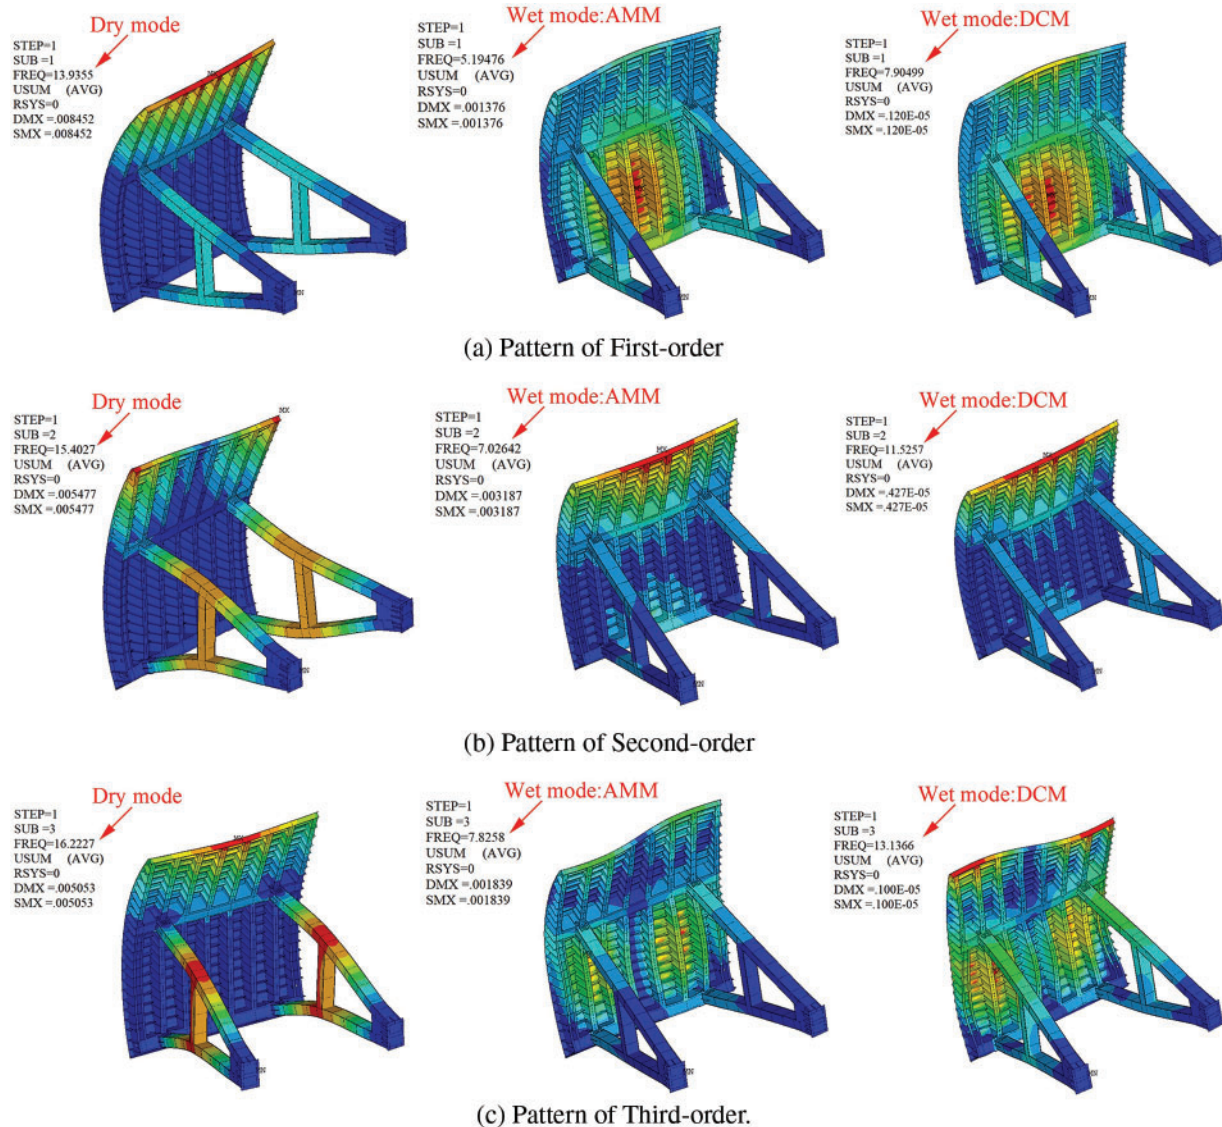 Dry mode
STEP=1
SUB =1
FREQ=13.9355
USUM (AVG)
RSYS=0
DMX =.008452
SMX =.008452
Wet mode:AMM
STEP=1
SUB =1
FREQ=5.19476
USUM (AVG)
RSYS=0
DMX =.001376
SMX =.001376
Wet mode:DCM
STEP=1
SUB =1
FREQ=7.90499
USUM (AVG)
RSYS=0
DMX =.120E-05
SMX =.120E-05
(a) Pattern of First-order
Dry mode
STEP=1
SUB =2
FREQ=15.4027
USUM (AVG)
RSYS=0
DMX =.005477
SMX =.005477
MX
Wet mode:AMM
STEP=1
SUB =2
FREQ=7.02642
USUM (AVG)
RSYS=0
DMX =.003187
SMX =.003187
MX
Wet mode:DCM
STEP=1
SUB =2
FREQ=11.5257
USUM (AVG)
RSYS=0
DMX =.427E-05
SMX =.427E-05
(b) Pattern of Second-order
Dry mode
STEP=1
SUB =3
FREQ=16.2227
USUM (AVG)
RSYS=0
DMX =.005053
SMX =.005053
Wet mode:AMM
STEP=1
SUB =3
FREQ=7.8258
USUM (AVG)
RSYS=0
DMX =.001839
SMX =.001839
Wet mode:DCM
STEP=1
SUB =3
FREQ=13.1366
USUM (AVG)
RSYS=0
DMX =.100E-05
SMX =.100E-05
(c) Pattern of Third-order.